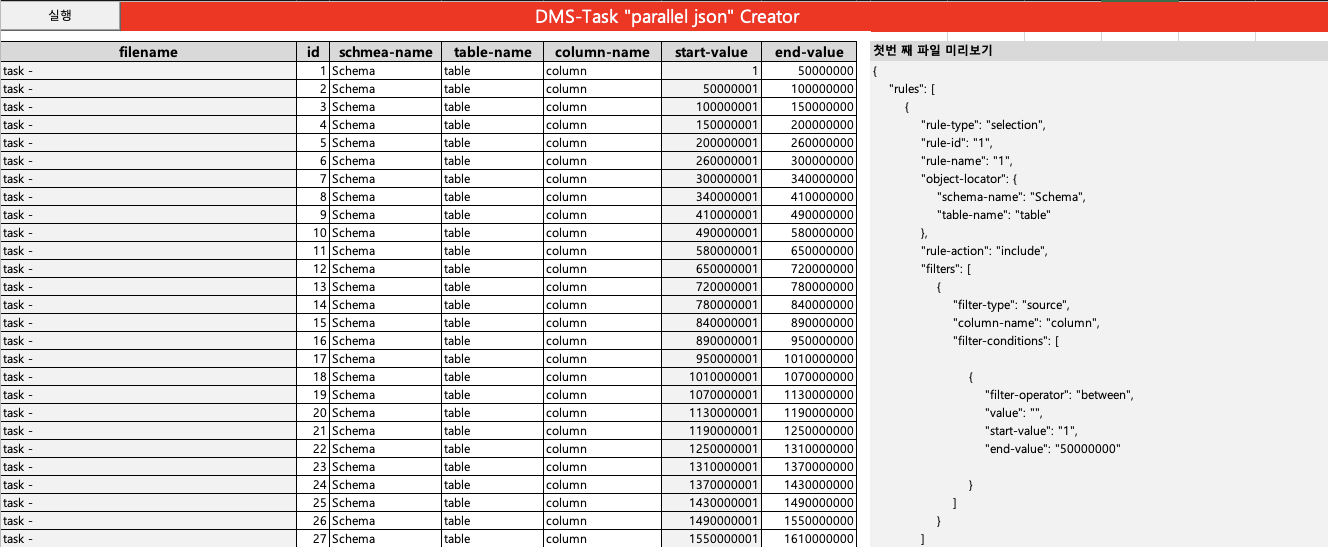 실행
DMS-Task "parallel json" Creator
filename id schmea-name table-name column-name start-value end-value
task - 1 Schema table column 1 50000000
task - 2 Schema table column 50000001 100000000
task - 3 Schema table column 100000001 150000000
task - 4 Schema table column 150000001 200000000
task - 5 Schema table column 200000001 260000000
task - 6 Schema table column 260000001 300000000
task - 7 Schema table column 300000001 340000000
task - 8 Schema table column 340000001 410000000
task - 9 Schema table column 410000001 490000000
task - 10 Schema table column 490000001 580000000
task - 11 Schema table column 580000001 650000000
task - 12 Schema table column 650000001 720000000
task - 13 Schema table column 720000001 780000000
task - 14 Schema table column 780000001 840000000
task - 15 Schema table column 840000001 890000000
task - 16 Schema table column 890000001 950000000
task - 17 Schema table column 950000001 1010000000
task - 18 Schema table column 1010000001 1070000000
task - 19 Schema table column 1070000001 1130000000
task - 20 Schema table column 1130000001 1190000000
task - 21 Schema table column 1190000001 1250000000
task - 22 Schema table column 1250000001 1310000000
task - 23 Schema table column 1310000001 1370000000
task - 24 Schema table column 1370000001 1430000000
task - 25 Schema table column 1430000001 1490000000
task - 26 Schema table column 1490000001 1550000000
task - 27 Schema table column 1550000001 1610000000
첫번 째 파일 미리보기
{
"rules": [
{
"rule-type": "selection",
"rule-id": "1",
"rule-name": "1",
"object-locator": {
"schema-name": "Schema",
"table-name": "table"
},
"rule-action": "include",
"filters": [
{
"filter-type": "source",
"column-name": "column",
"filter-conditions": [
{
"filter-operator": "between",
"value": "",
"start-value": "1",
"end-value": "50000000"
}
]
}
]